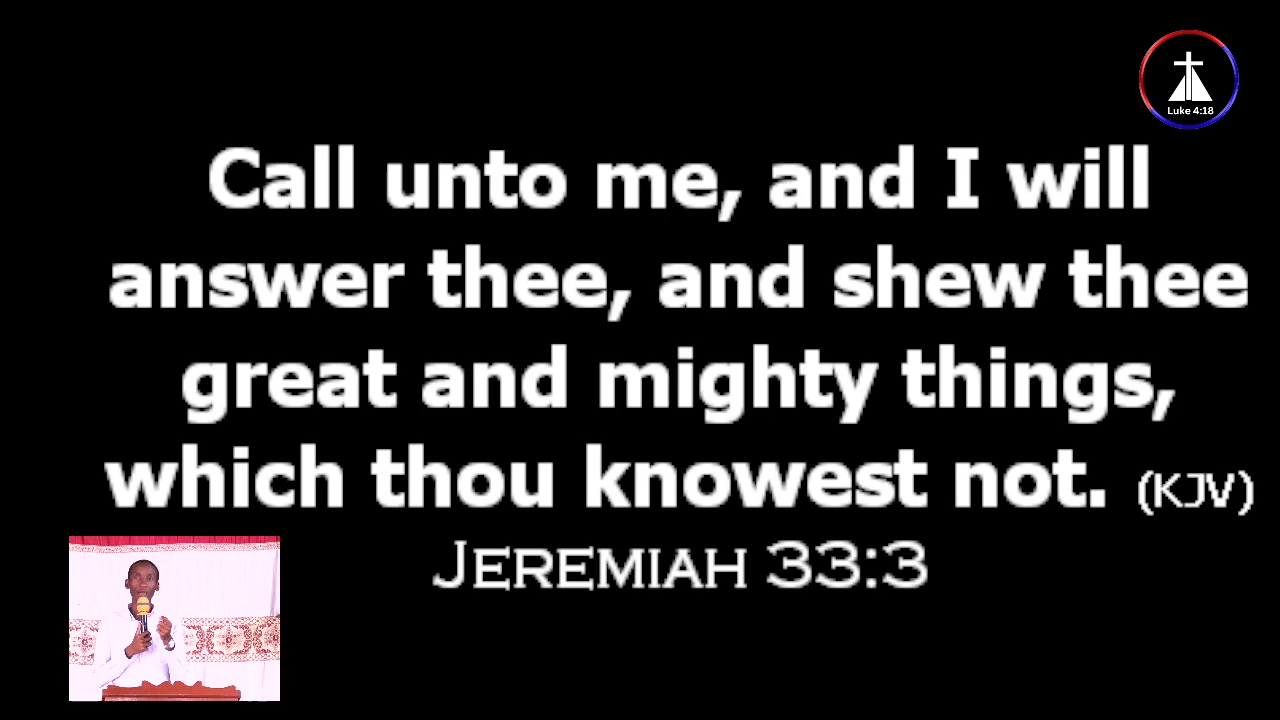 Luke 4:18
Call unto me, and I will
answer thee, and shew thee
great and mighty things,
which thou knowest not. (KJV)
JEREMIAH 33:3